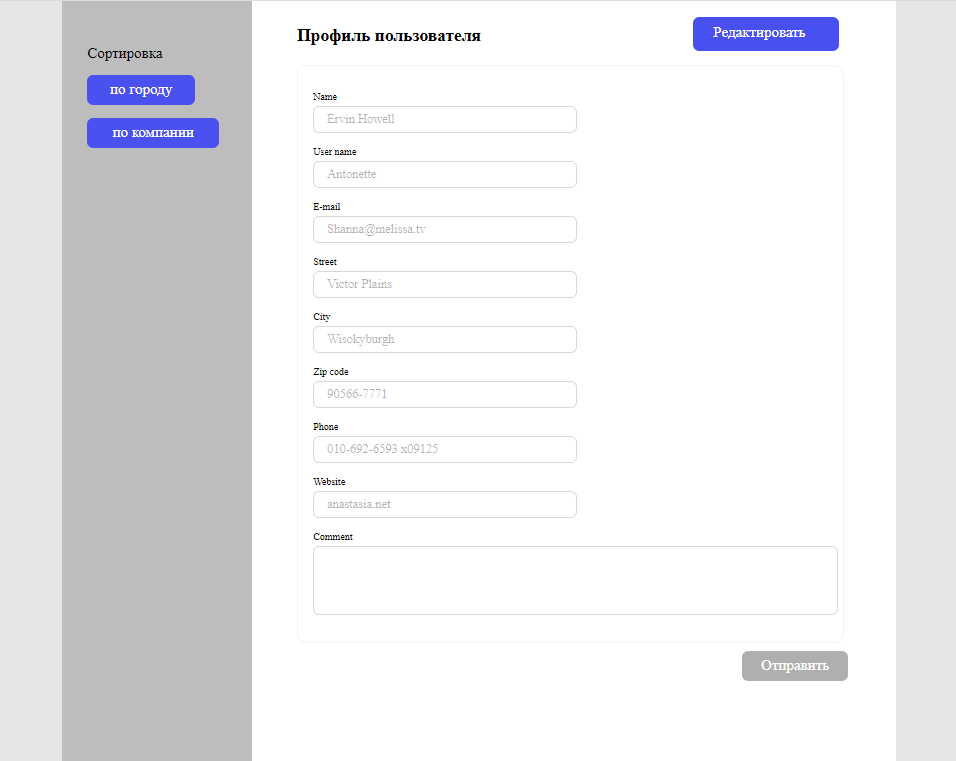 Сортировка
по городу
по компании
Профиль пользователя
Редактировать
Name
Ervin Howell
User name
Antonette
E-mail
Shanna@melissa.tv
Street
Victor Plains
City
Wisokyburgh
Zip code
90566-7771
Phone
010-692-6593 x09125
Website
anastasia.net
Comment
Отправить